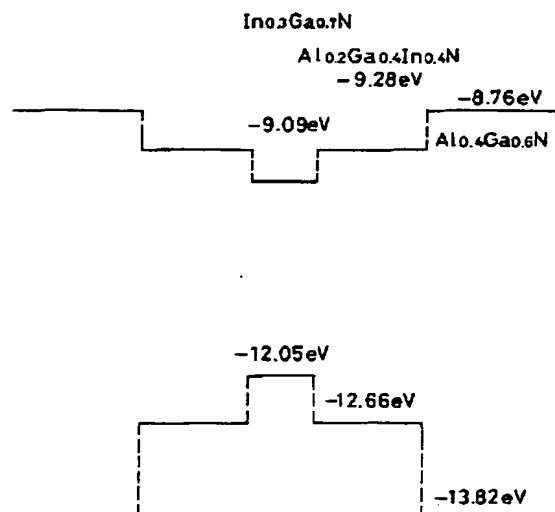 In0.3Ga0.7N
Al0.2Ga0.4In0.4N
-9.28eV
-8.76eV
-9.09eV
Al0.4Ga0.6N
-12.05eV
-12.66eV
-13.82eV